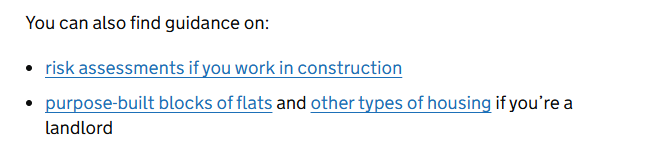 You can also find guidance on:
• risk assessments if you work in construction
• purpose-built blocks of flats and other types of housing if you’re a
landlord